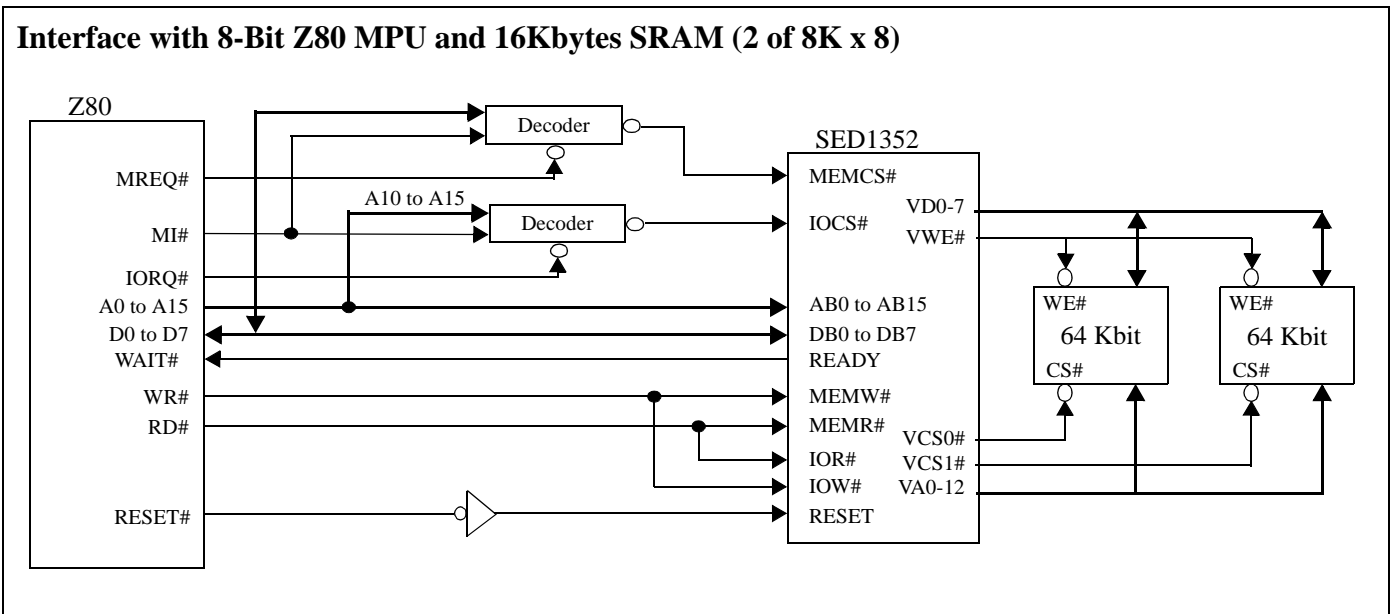 Interface with 8-Bit Z80 MPU and 16Kbytes SRAM (2 of 8K x 8)
Z80
MREQ#
MI#
IORQ#
A0 to A15
D0 to D7
WAIT#
WR#
RD#
RESET#
Decoder
A10 to A15
Decoder
SED1352
MEMCS#
IOCS#
AB0 to AB15
DB0 to DB7
READY
MEMW#
MEMR#
IOR#
IOW#
RESET
VD0-7
VWE#
VCS0#
VCS1#
VA0-12
WE#
64 Kbit
CS#
WE#
64 Kbit
CS#